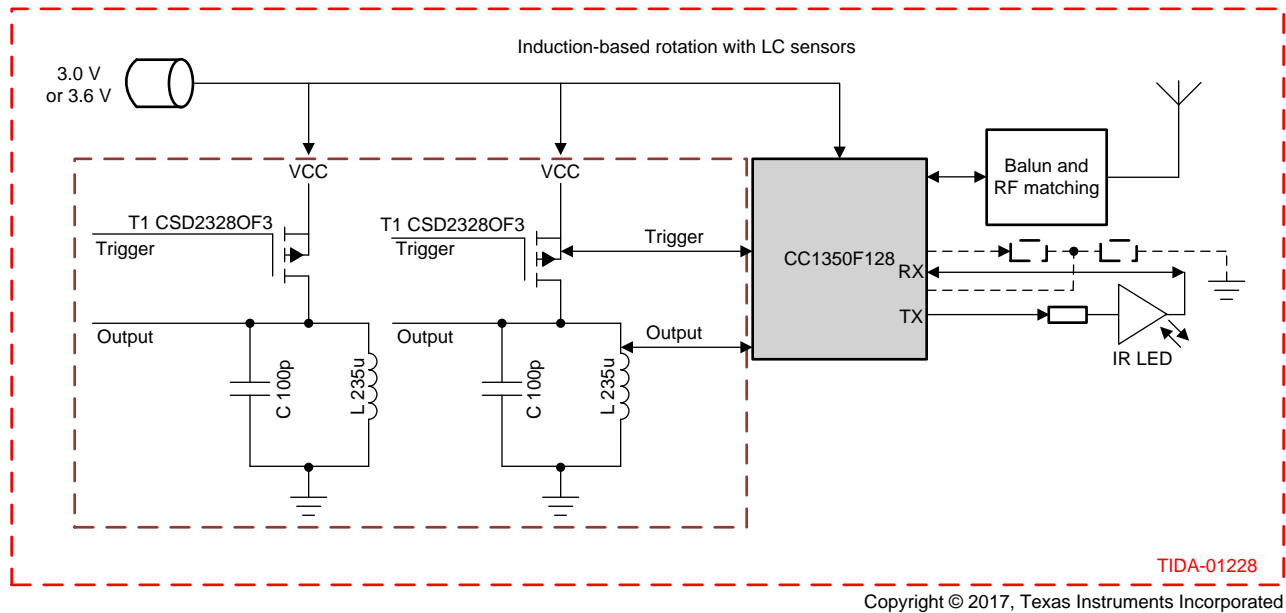 Induction-based rotation with LC sensors
3.0 V
or 3.6 V
VCC
VCC
T1 CSD2328OF3
Trigger
T1 CSD2328OF3
Trigger
Trigger
Output
Output
Output
C 100p
L 235u
C 100p
L 235u
CC1350F128
RX
TX
Balun and
RF matching
IR LED
TIDA-01228
Copyright © 2017, Texas Instruments Incorporated